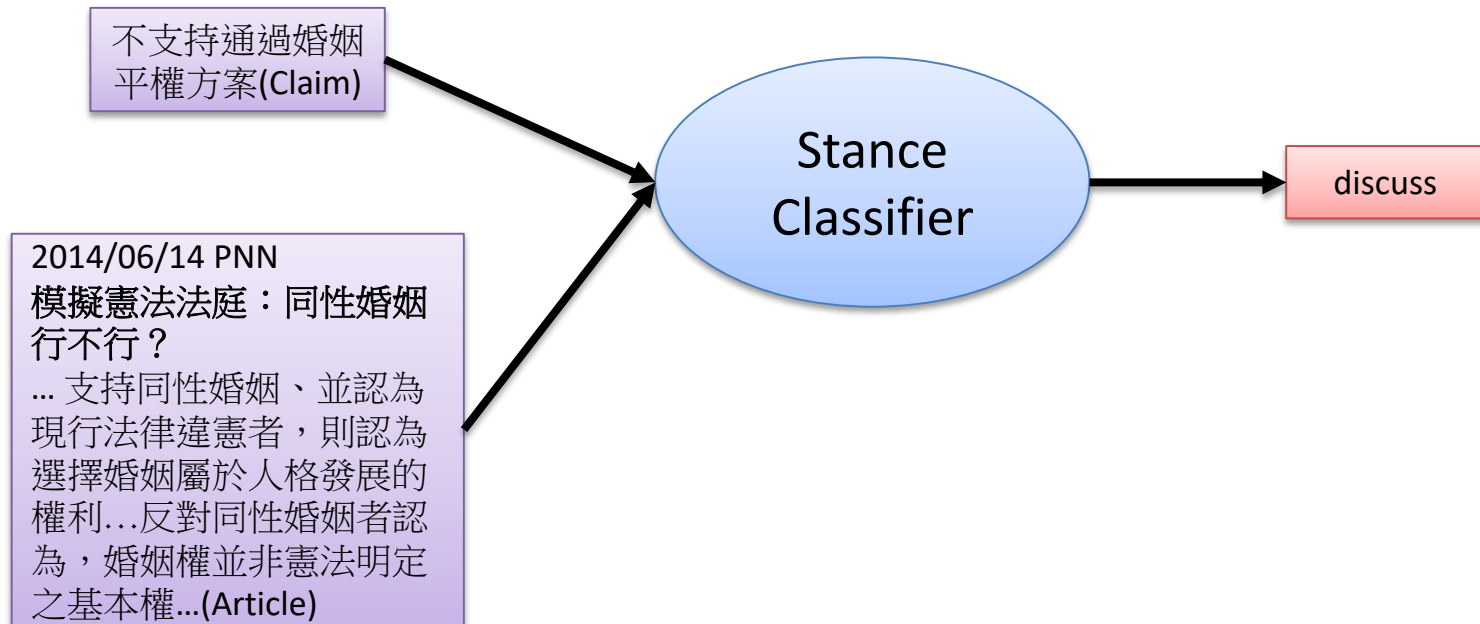 不支持通過婚姻
平權方案(Claim)
Stance
Classifier
discuss
2014/06/14 PNN
模擬憲法法庭：同性婚姻
行不行？
... 支持同性婚姻、並認為
現行法律違憲者，則認為
選擇婚姻屬於人格發展的
權利…反對同性婚姻者認
為，婚姻權並非憲法明定
之基本權...(Article)